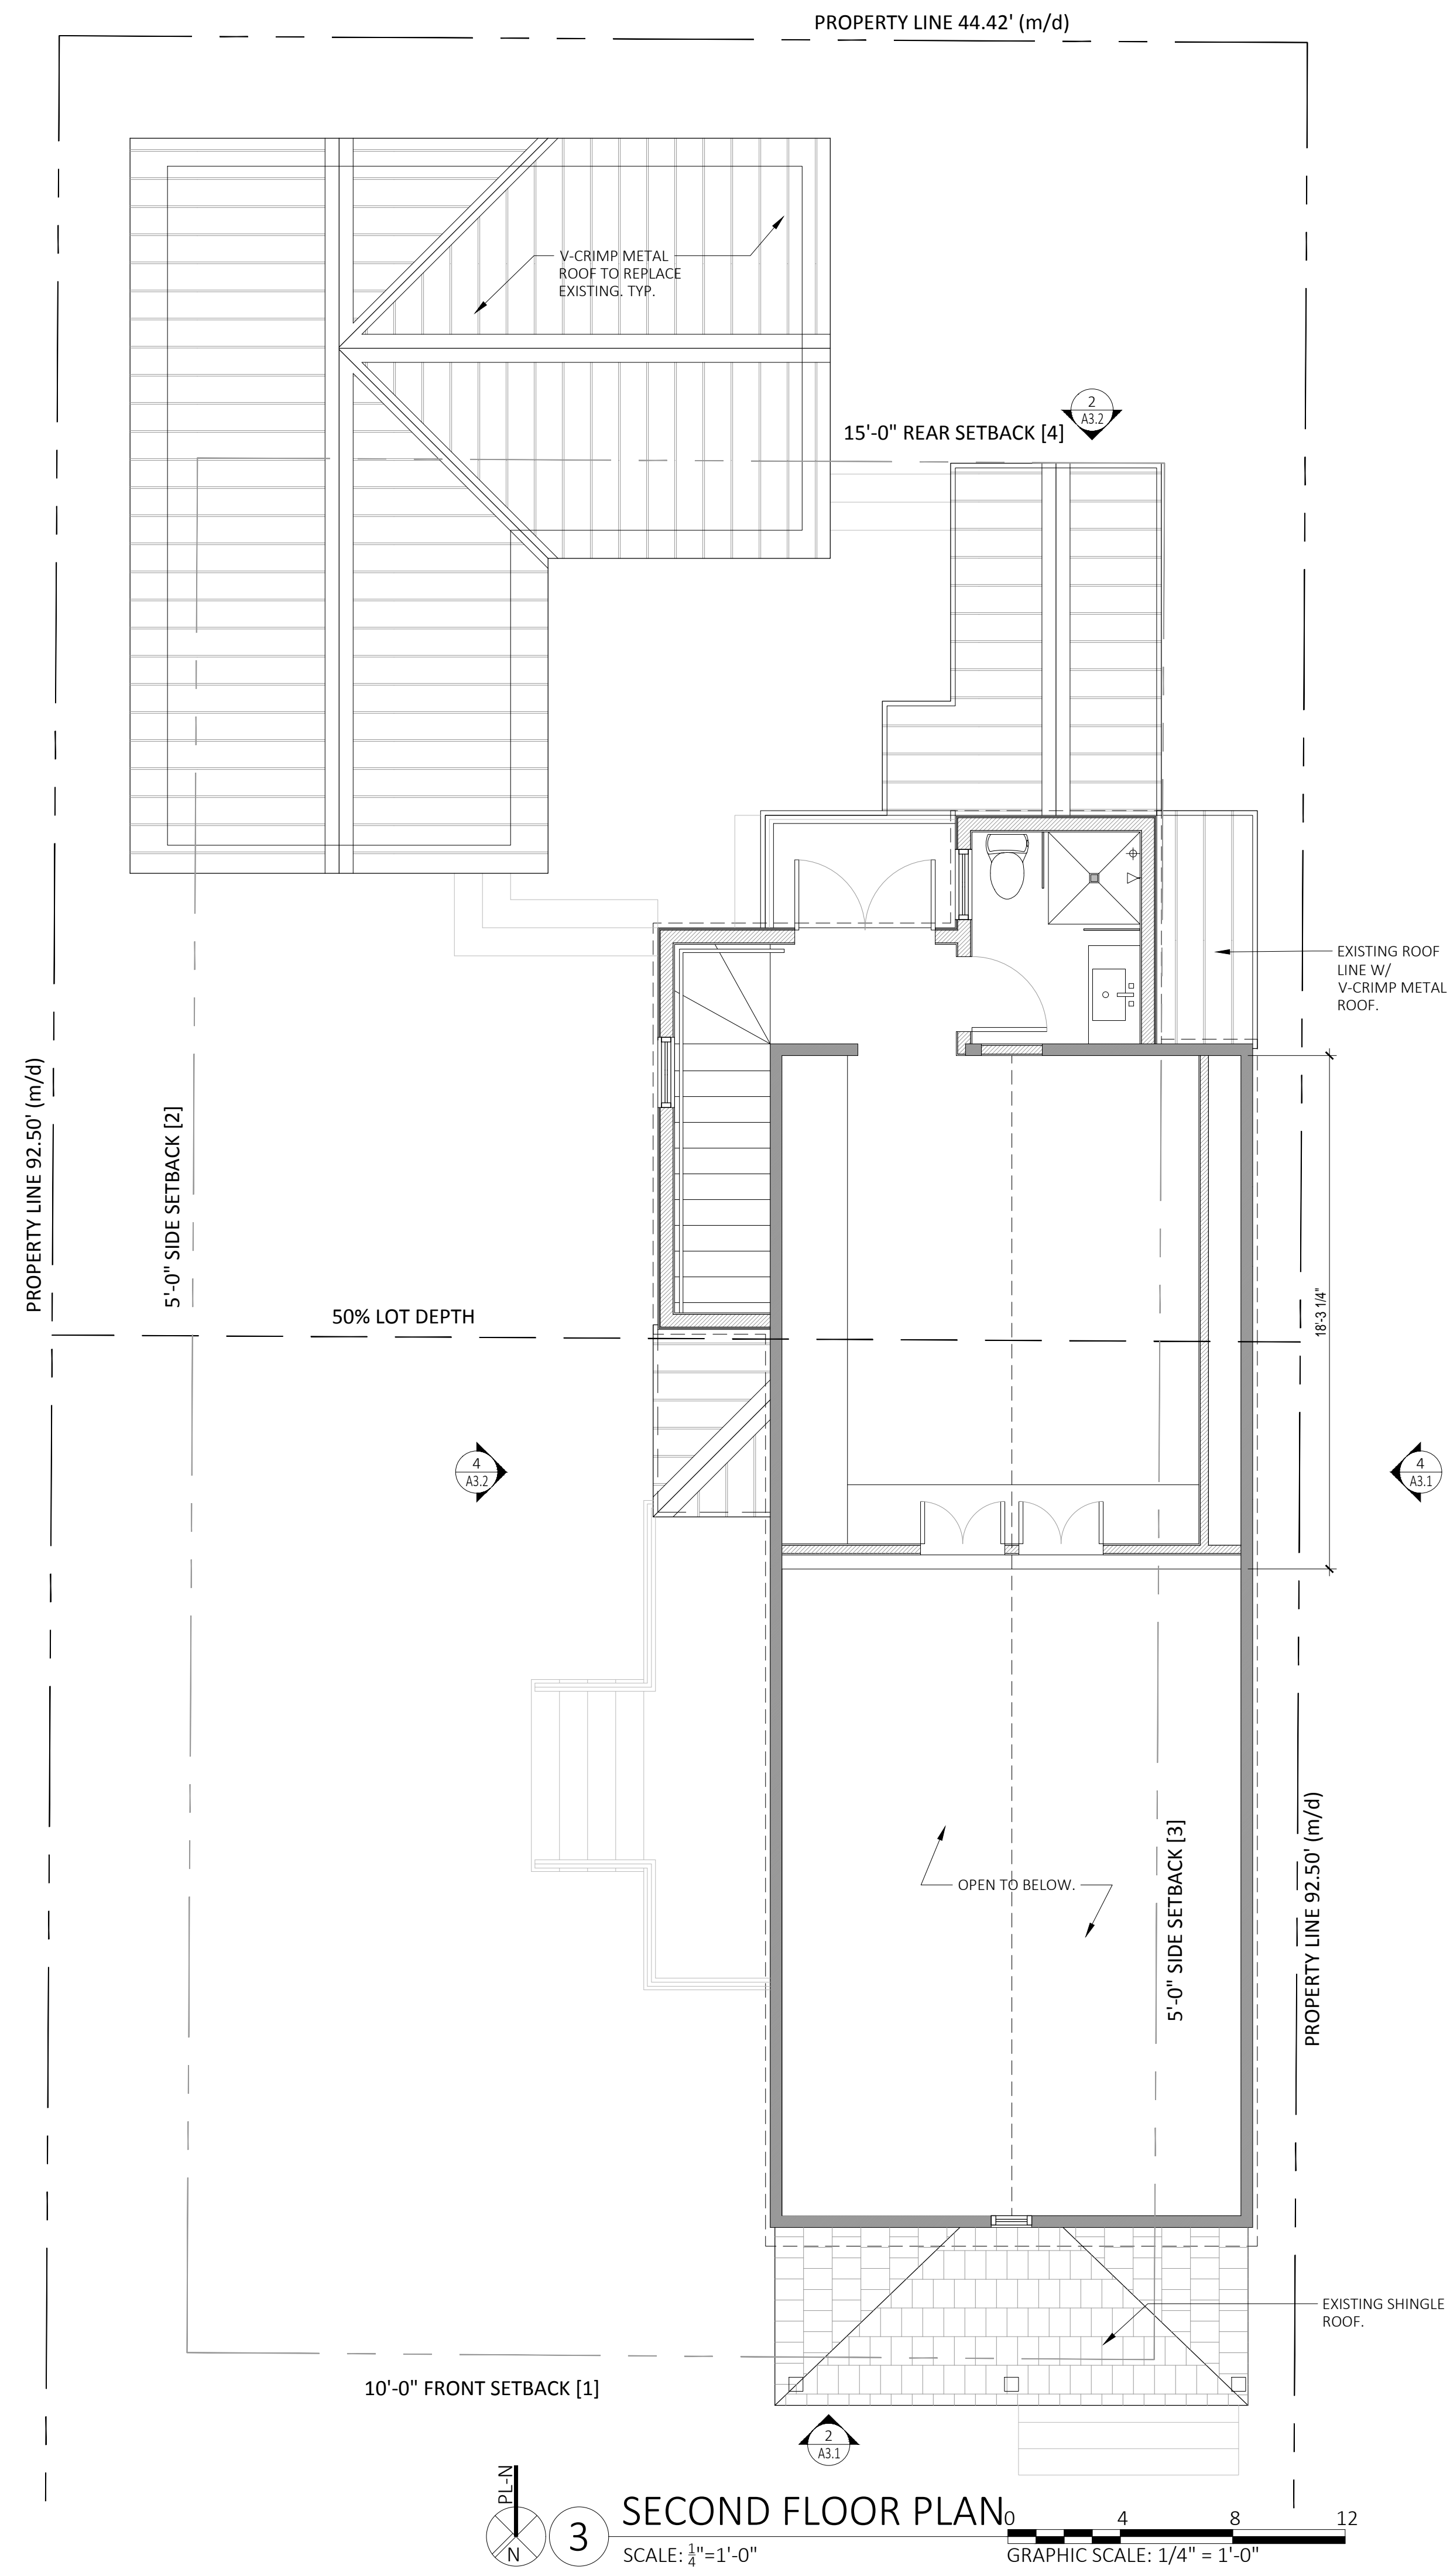 PROPERTY LINE 44.42' (m/d)
V-CRIMP METAL
ROOF TO REPLACE
EXISTING. TYP.
2
A3.2
15'-0" REAR SETBACK [4]
EXISTING ROOF
LINE W/
V-CRIMP METAL
ROOF.
PROPERTY LINE 92.50' (m/d)
5'-0" SIDE SETBACK [2]
50% LOT DEPTH
18'-3 1/4"
4
A3.2
4
A3.1
OPEN TO BELOW.
5'-0" SIDE SETBACK [3]
PROPERTY LINE 92.50' (m/d)
EXISTING SHINGLE
ROOF.
10'-0" FRONT SETBACK [1]
2
A3.1
PL-N
N
3
SECOND FLOOR PLAN
SCALE: 1/4"=1'-0"
0 4 8 12
GRAPHIC SCALE: 1/4" = 1'-0"